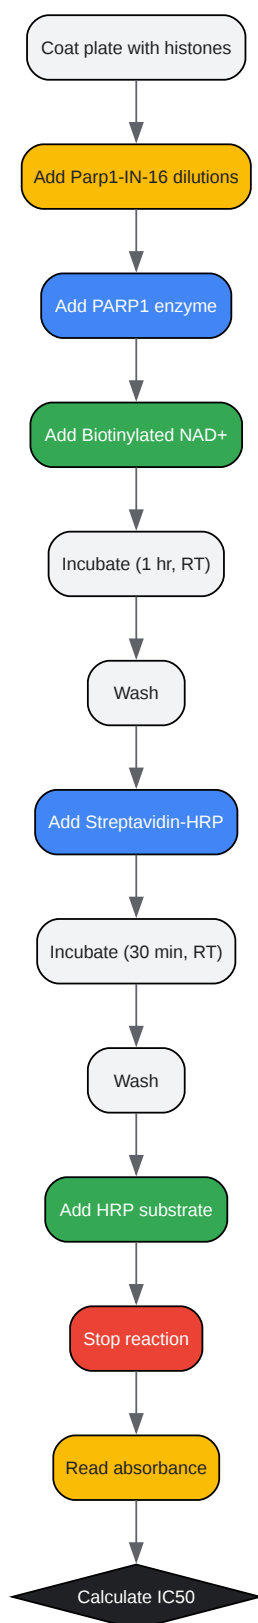 Coat plate with histones
Add Parp1-IN-16 dilutions
Add PARP1 enzyme
Add Biotinylated NAD+
Incubate (1 hr, RT)
Wash
Add Streptavidin-HRP
Incubate (30 min, RT)
Wash
Add HRP substrate
Stop reaction
Read absorbance
Calculate IC50